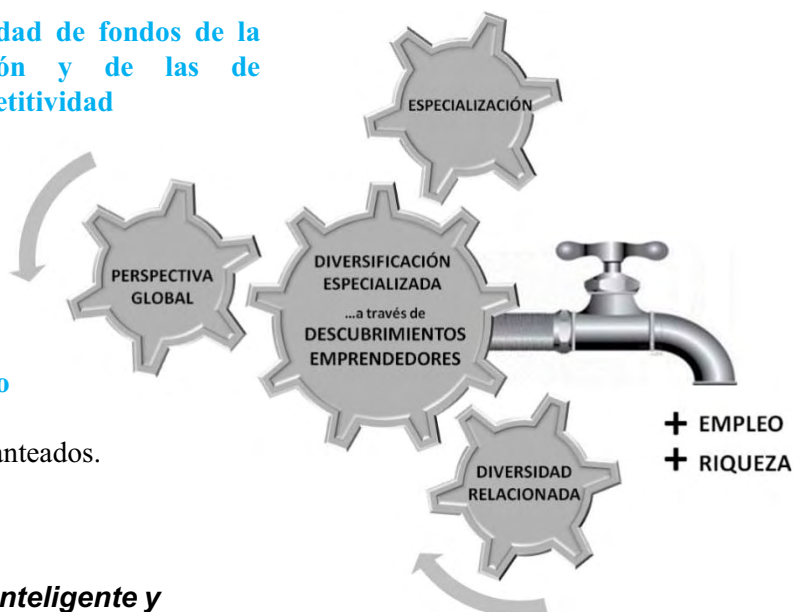 dad de fondos de la
ón y de las de
etitividad
o
anteados.
nteligente y
ESPECIALIZACIÓN
PERSPECTIVA
GLOBAL
DIVERSIFICACIÓN
ESPECIALIZADA
...a través de
DESCUBRIMIENTOS
EMPRENDEDORES
DIVERSIDAD
RELACIONADA
+ EMPLEO
+ RIQUEZA